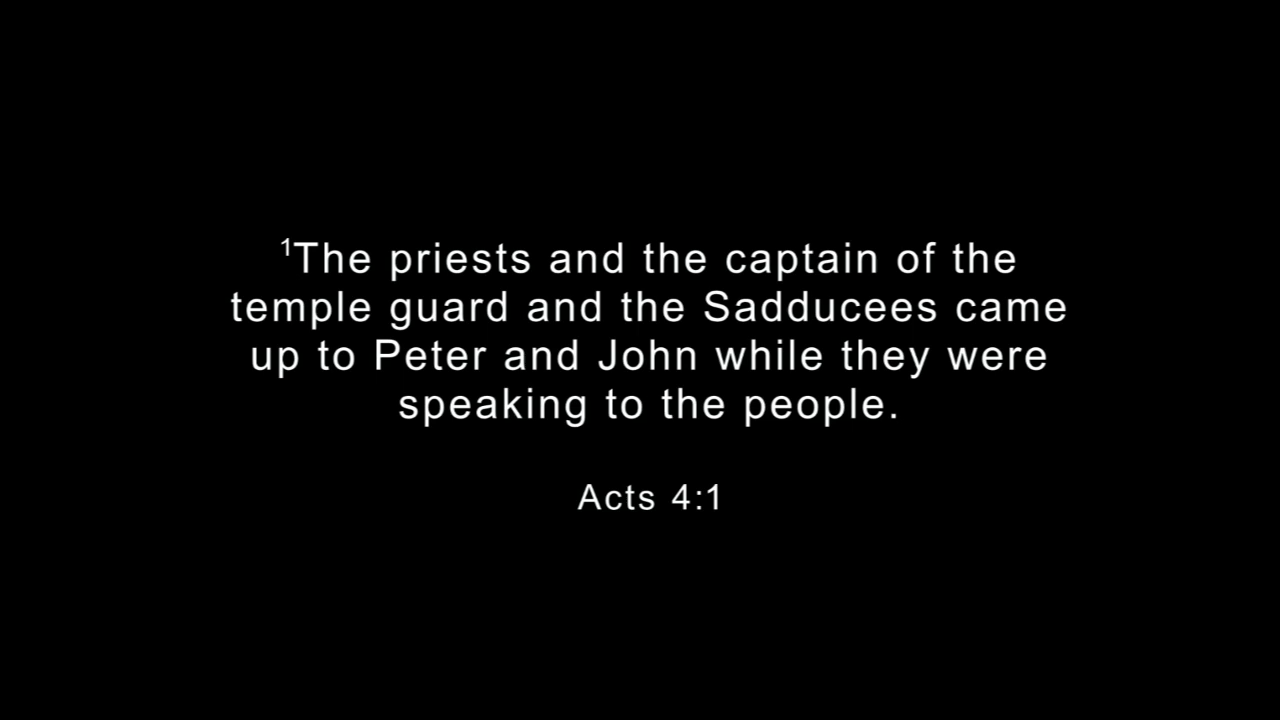 ¹The priests and the captain of the
temple guard and the Sadducees came
up to Peter and John while they were
speaking to the people.
Acts 4:1